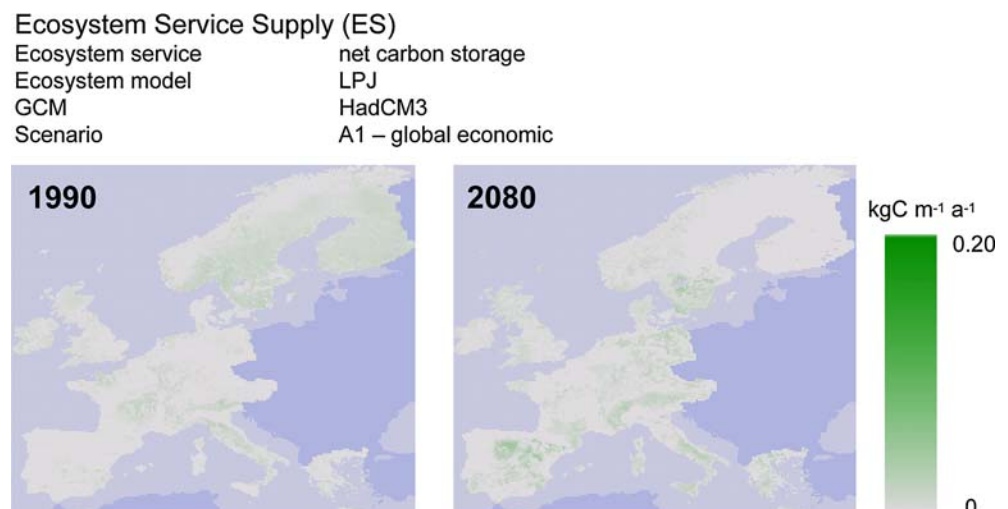 Ecosystem Service Supply (ES)
Ecosystem service net carbon storage
Ecosystem model LPJ
GCM HadCM3
Scenario A1 – global economic
1990 2080
kgC m-1 a-1
0.20
0